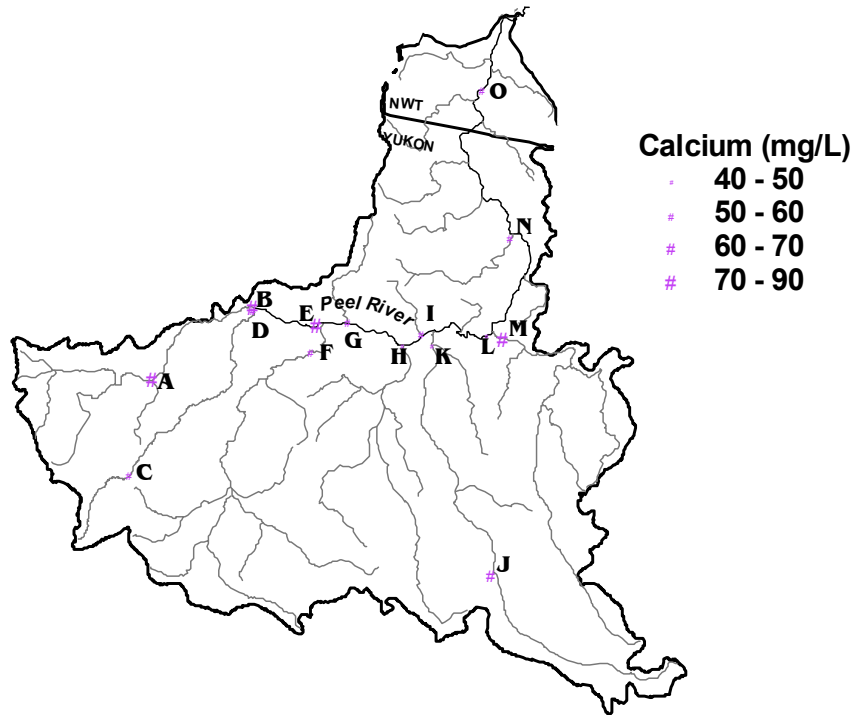 O
NWT
YUKON
Calcium (mg/L)
# 40 - 50
# 50 - 60
# 60 - 70
# 70 - 90
N
B
E
Peel River
I
D
G
M
F
H
K
L
A
C
J